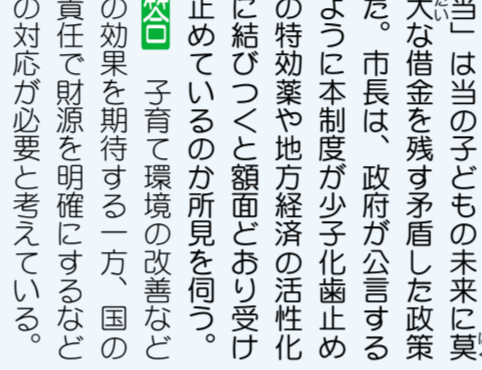 当」は当の子どもの未来に莫
大な借金を残す矛盾した政策
た。市長は、政府が公言する
ように本制度が少子化歯止め
の特効薬や地方経済の活性化
に結びつくと額面どおり受け
止めているのか所見を伺う。
答 子育て環境の改善など
の効果を期待する一方、国の
責任で財源を明確にするなど
の対応が必要と考えている。